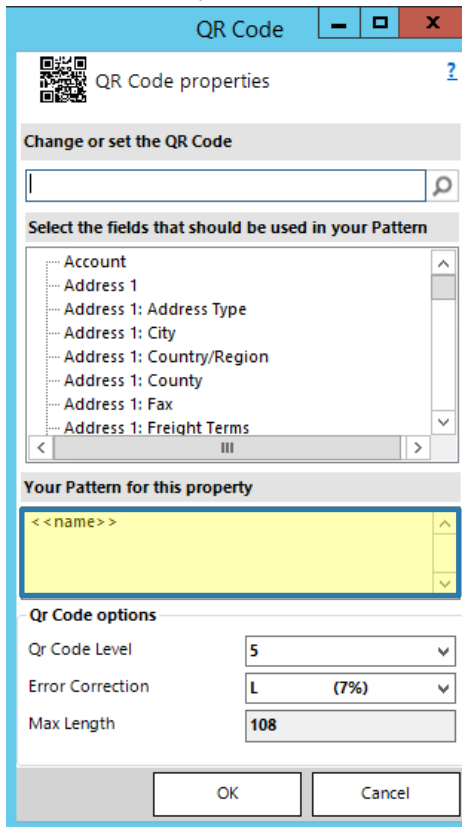 QR Code
QR Code properties
?
Change or set the QR Code
Select the fields that should be used in your Pattern
Account
Address 1
Address 1: Address Type
Address 1: City
Address 1: Country/Region
Address 1: County
Address 1: Fax
Address 1: Freight Terms
Your Pattern for this property
<<name>>
Qr Code options
Qr Code Level 5
Error Correction L (7%)
Max Length 108
OK Cancel